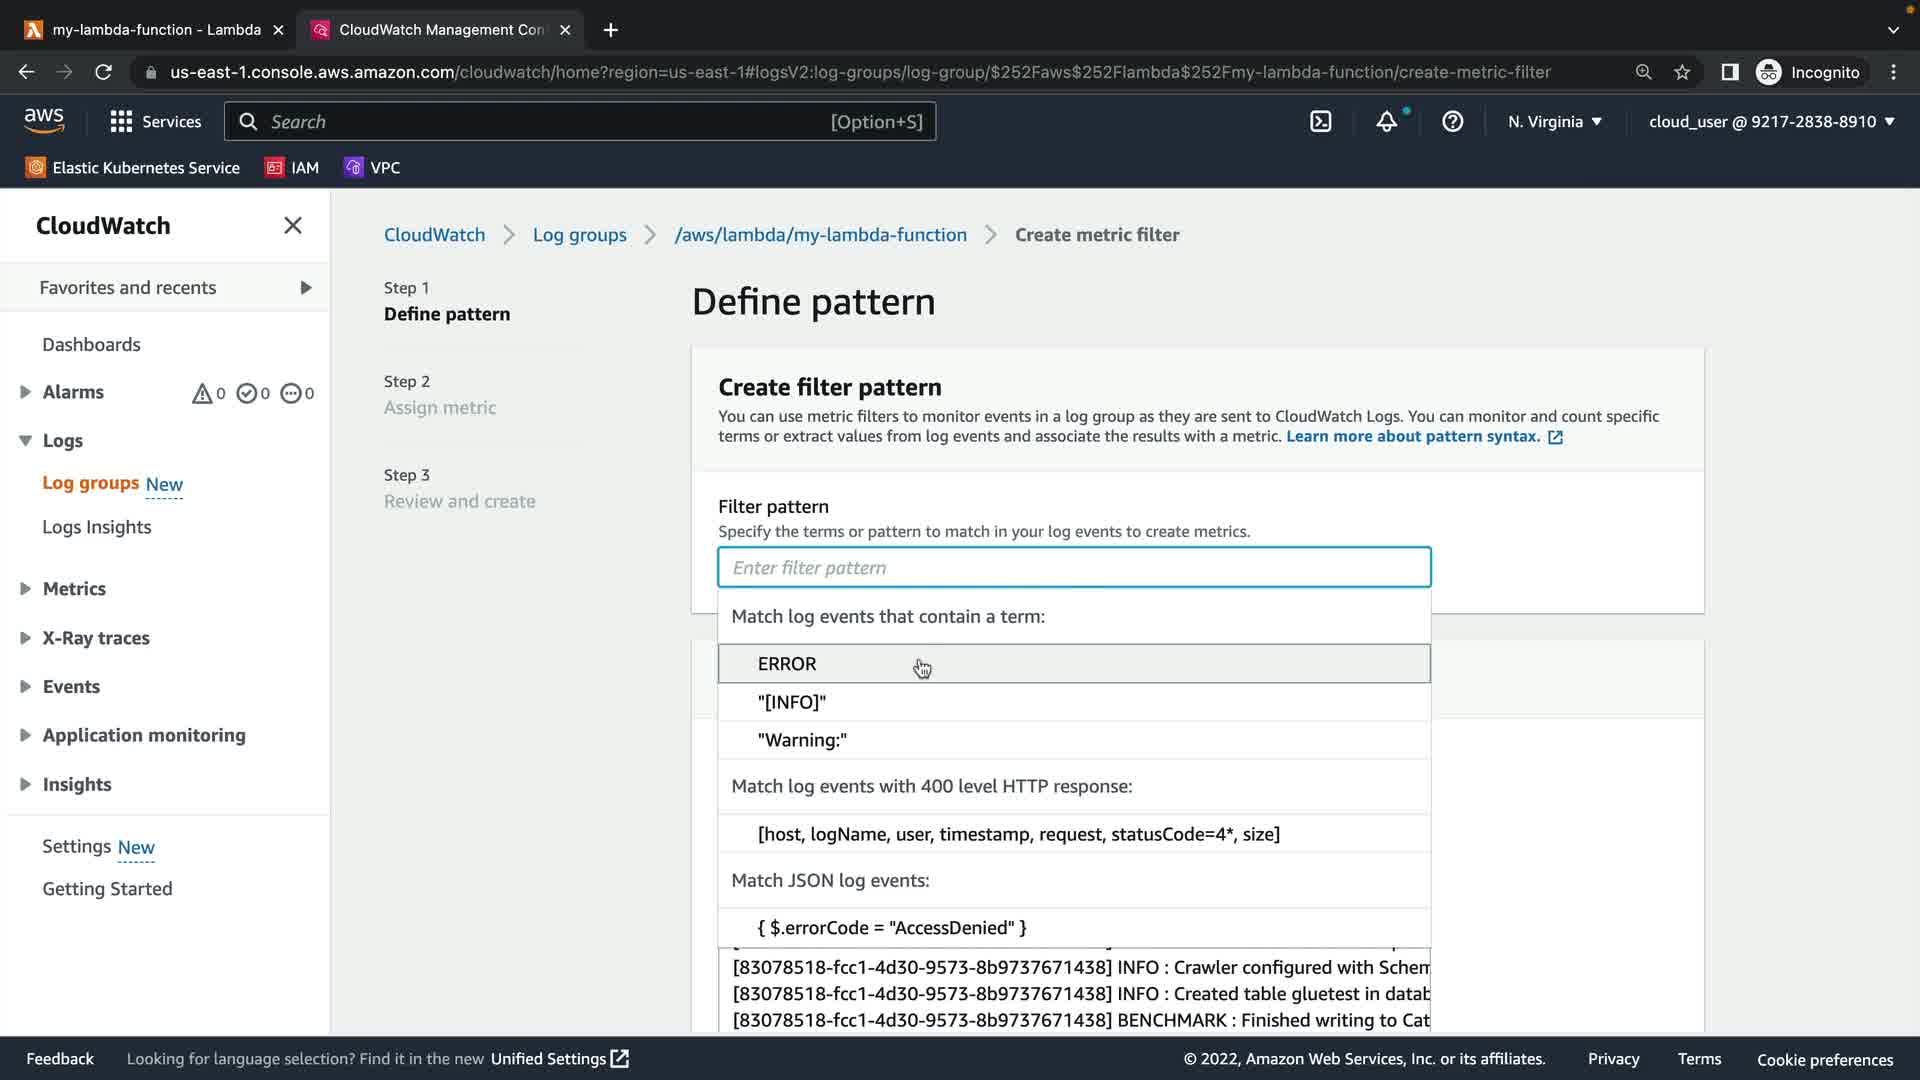 my-lambda-function - Lambda
CloudWatch Management Con
us-east-1.console.aws.amazon.com/cloudwatch/home?region=us-east-1#logsV2:log-groups/log-group/$252Faws$252Flambda$252Fmy-lambda-function/create-metric-filter
Incognito
aws
Services
Search
[Option+S]
N. Virginia
cloud_user @ 9217-2838-8910
Elastic Kubernetes Service
IAM
VPC
CloudWatch
Favorites and recents
Dashboards
Alarms
0
0
0
Logs
Log groups New
Logs Insights
Metrics
X-Ray traces
Events
Application monitoring
Insights
Settings New
Getting Started
CloudWatch
Log groups
/aws/lambda/my-lambda-function
Create metric filter
Step 1
Define pattern
Step 2
Assign metric
Step 3
Review and create
Define pattern
Create filter pattern
You can use metric filters to monitor events in a log group as they are sent to CloudWatch Logs. You can monitor and count specific
terms or extract values from log events and associate the results with a metric. Learn more about pattern syntax.
Filter pattern
Specify the terms or pattern to match in your log events to create metrics.
Enter filter pattern
Match log events that contain a term:
ERROR
"[INFO]"
"Warning:"
Match log events with 400 level HTTP response:
[host, logName, user, timestamp, request, statusCode=4*, size]
Match JSON log events:
{ $.errorCode = "AccessDenied" }
[83078518-fcc1-4d30-9573-8b9737671438] INFO : Crawler configured with Schem
[83078518-fcc1-4d30-9573-8b9737671438] INFO : Created table gluetest in datab
[83078518-fcc1-4d30-9573-8b9737671438] BENCHMARK : Finished writing to Cat
Feedback
Looking for language selection? Find it in the new Unified Settings
© 2022, Amazon Web Services, Inc. or its affiliates.
Privacy
Terms
Cookie preferences